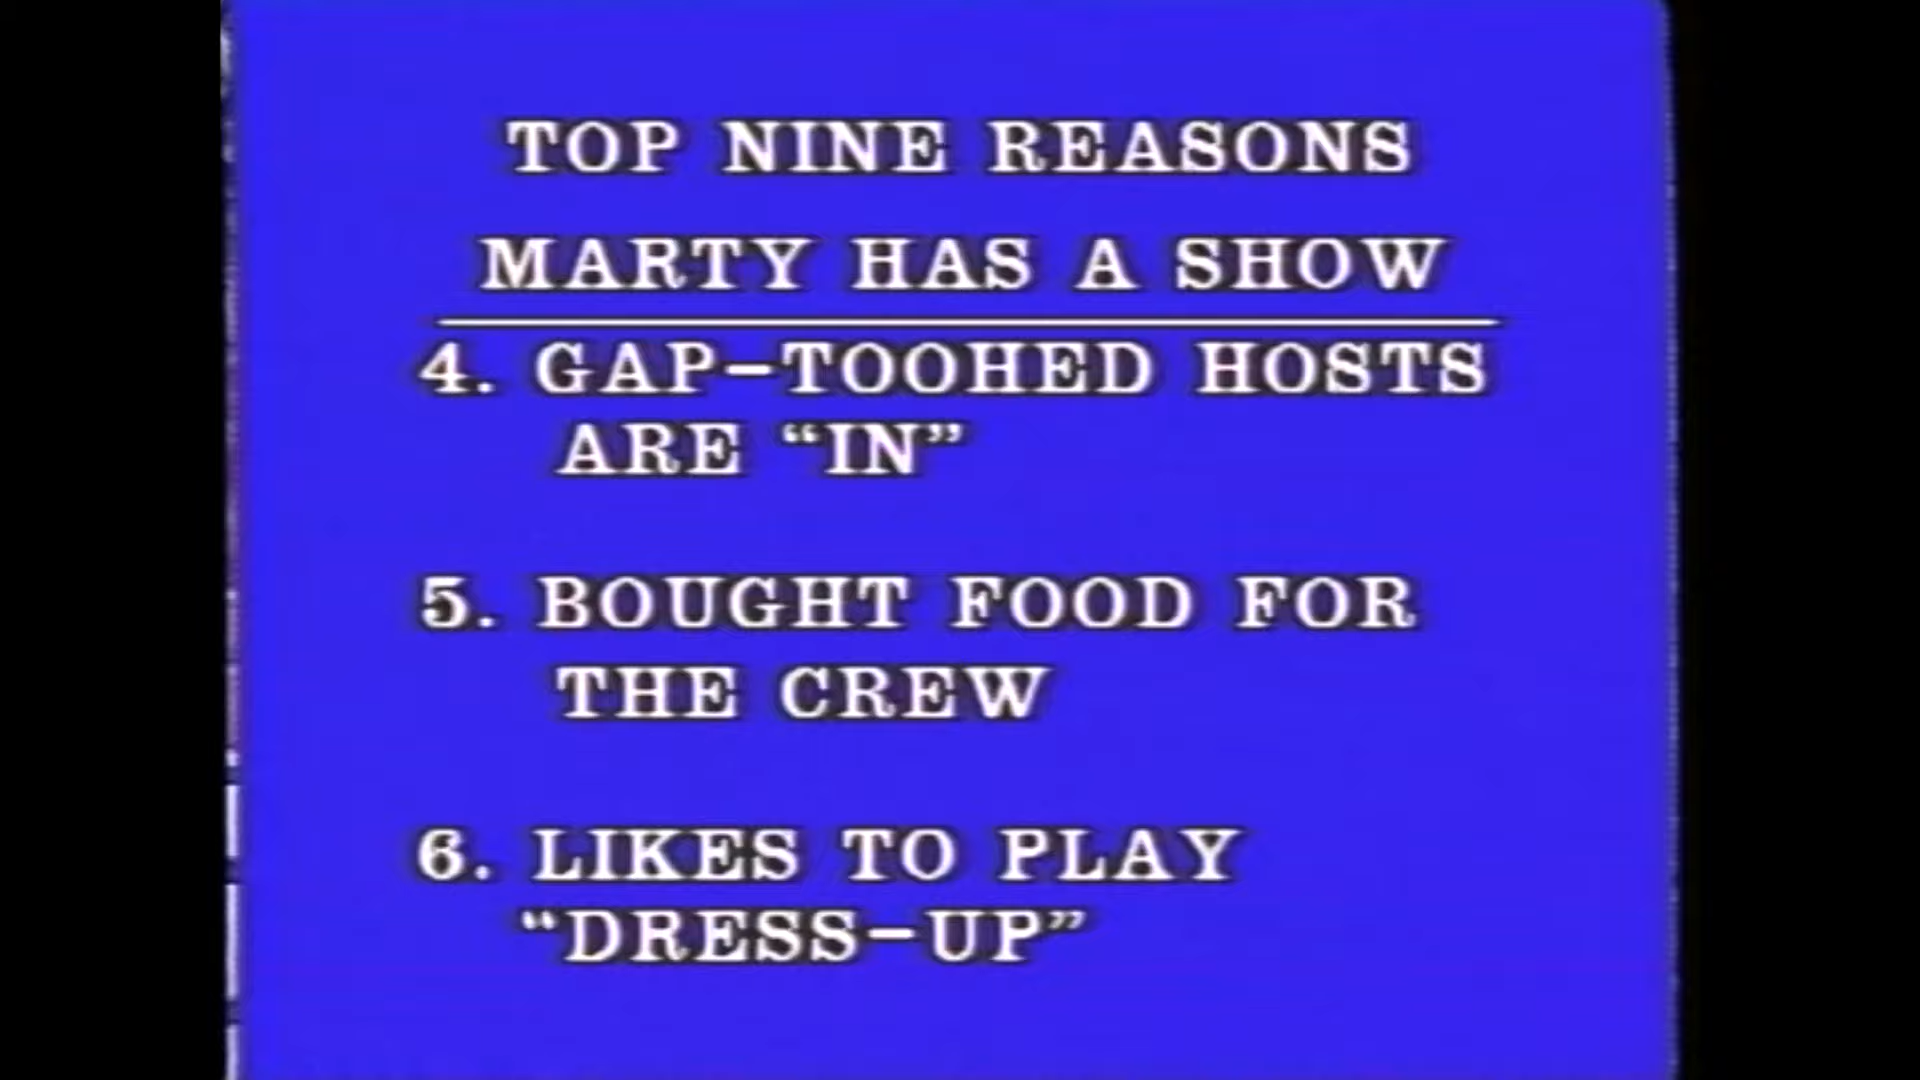 TOP NINE REASONS
MARTY HAS A SHOW
4. GAP-TOOHED HOSTS
ARE “IN”
5. BOUGHT FOOD FOR
THE CREW
6. LIKES TO PLAY
“DRESS-UP”